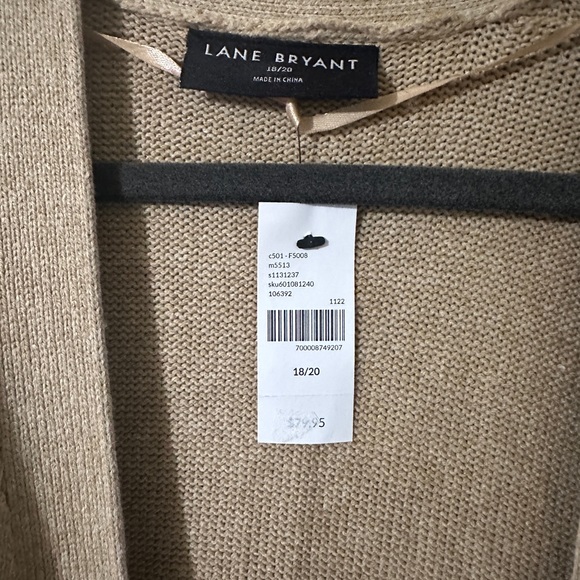 LANE BRYANT
18/20
MADE IN CHINA
c501 - F5008
m5513
s1131237
sku601081240
106392
1122
700008749207
18/20
$79.95